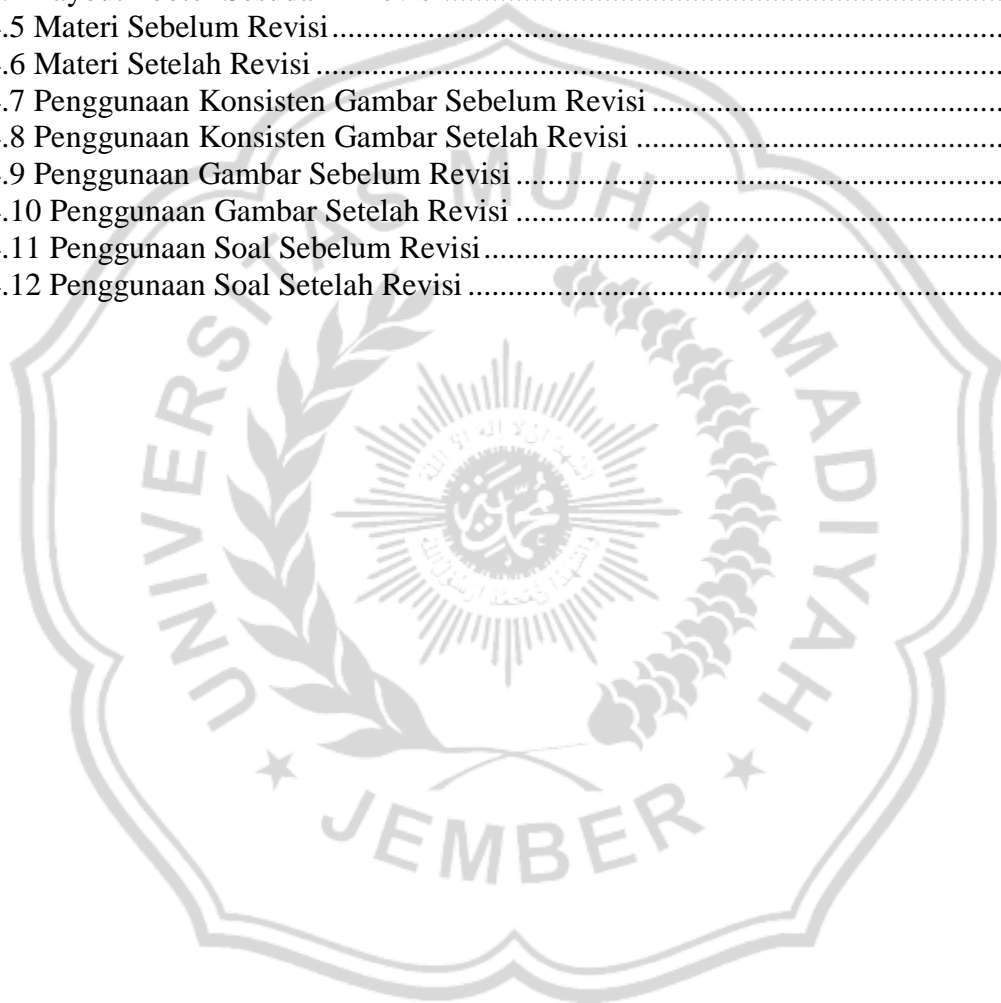 .5 Materi Sebelum Revisi........................................................................................
.6 Materi Setelah Revisi..........................................................................................
.7 Penggunaan Konsisten Gambar Sebelum Revisi.............................................
.8 Penggunaan Konsisten Gambar Setelah Revisi...............................................
.9 Penggunaan Gambar Sebelum Revisi...............................................................
.10 Penggunaan Gambar Setelah Revisi...............................................................
.11 Penggunaan Soal Sebelum Revisi...................................................................
.12 Penggunaan Soal Setelah Revisi.....................................................................
UNIVERSITAS MUHAMMADIYAH
JEMBER